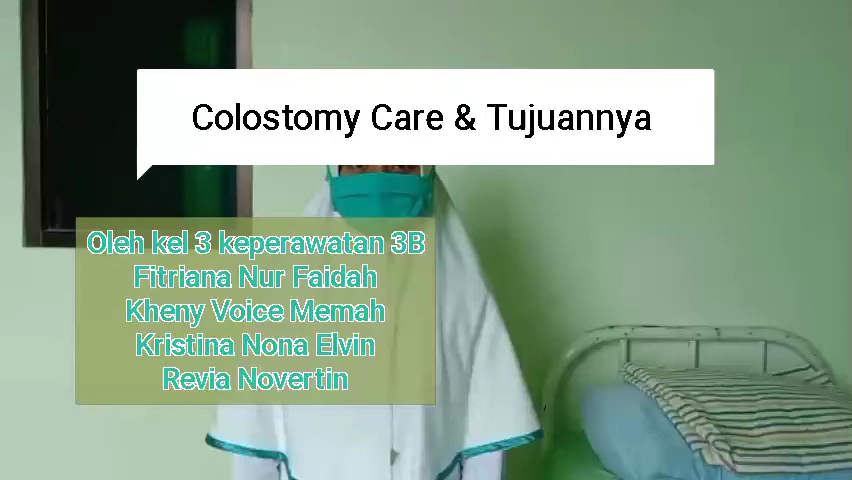 Colostomy Care & Tujuannya
Oleh kel 3 keperawatan 3B
Fitriana Nur Faidah
Kheny Voice Memah
Kristina Nona Elvin
Revia Novertin